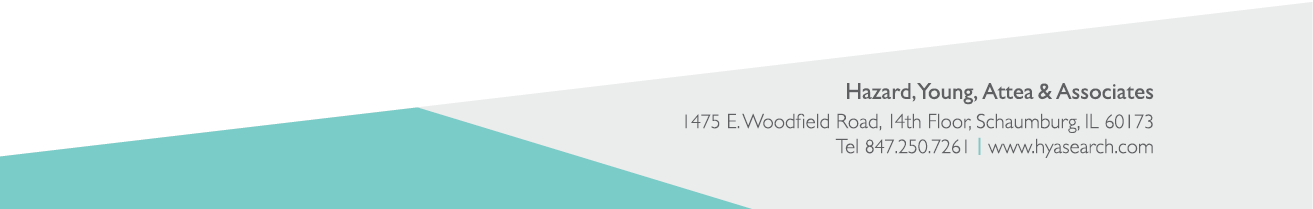 Hazard, Young, Attea & Associates
1475 E. Woodfield Road, 14th Floor, Schaumburg, IL 60173
Tel 847.250.7261 | www.hyasearch.com